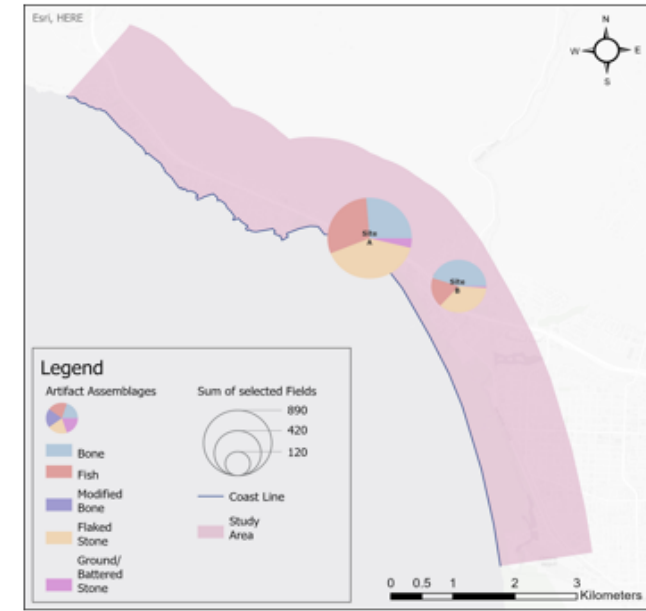 Esri, HERE
N
W
E
S
Site
A
Site
B
Legend
Artifact Assemblages
Bone
Fish
Modified
Bone
Flaked
Stone
Ground/
Battered
Stone
Sum of selected Fields
890
420
120
Coast Line
Study
Area
0 0.5 1 2 3
Kilometers